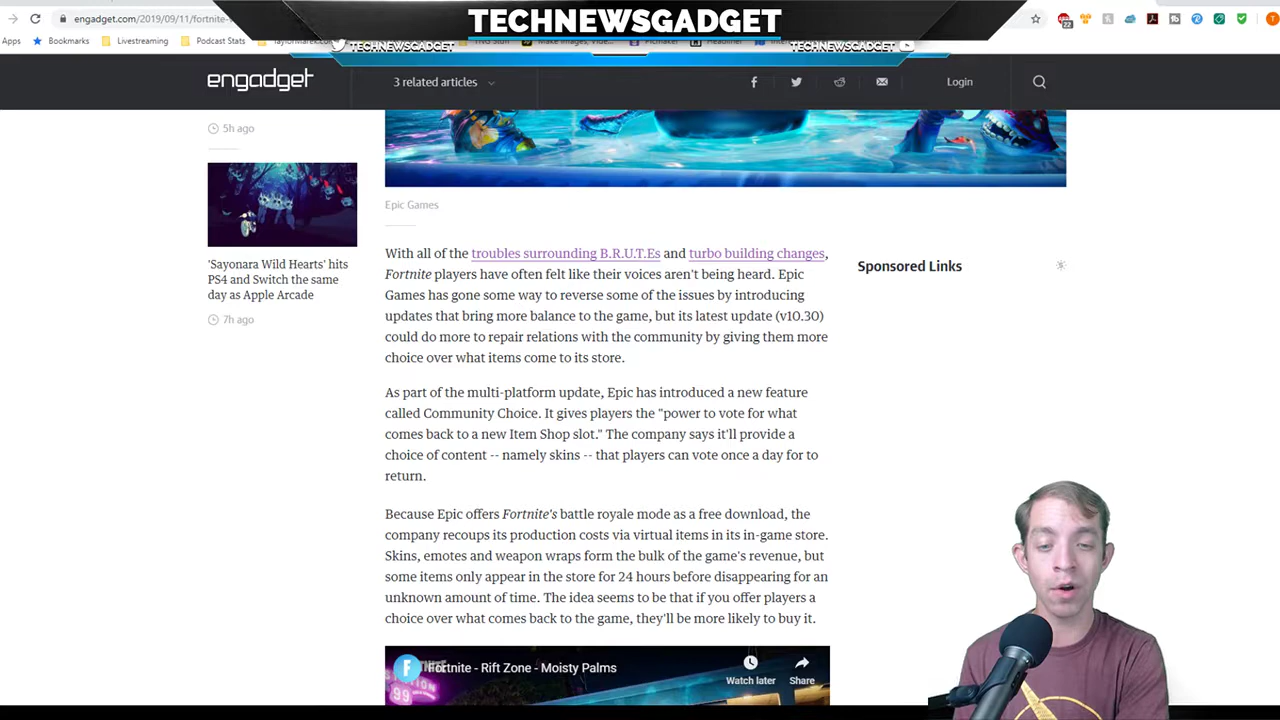 TECHNEWSGADGET
engadget.com/2019/09/11/fortnite-
22
Apps
Bookmarks
Livestreaming
Podcast Stats
TECHNEWSGADGET
TECHNEWSGADGET
engadget
3 related articles
Login
5h ago
'Sayonara Wild Hearts' hits
PS4 and Switch the same
day as Apple Arcade
7h ago
Epic Games
With all of the troubles surrounding B.R.U.T.Es and turbo building changes,
Fortnite players have often felt like their voices aren't being heard. Epic
Games has gone some way to reverse some of the issues by introducing
updates that bring more balance to the game, but its latest update (v10.30)
could do more to repair relations with the community by giving them more
choice over what items come to its store.
As part of the multi-platform update, Epic has introduced a new feature
called Community Choice. It gives players the "power to vote for what
comes back to a new Item Shop slot." The company says it'll provide a
choice of content -- namely skins -- that players can vote once a day for to
return.
Because Epic offers Fortnite's battle royale mode as a free download, the
company recoups its production costs via virtual items in its in-game store.
Skins, emotes and weapon wraps form the bulk of the game's revenue, but
some items only appear in the store for 24 hours before disappearing for an
unknown amount of time. The idea seems to be that if you offer players a
choice over what comes back to the game, they'll be more likely to buy it.
Sponsored Links
Fortnite - Rift Zone - Moisty Palms
Watch later
Share
99